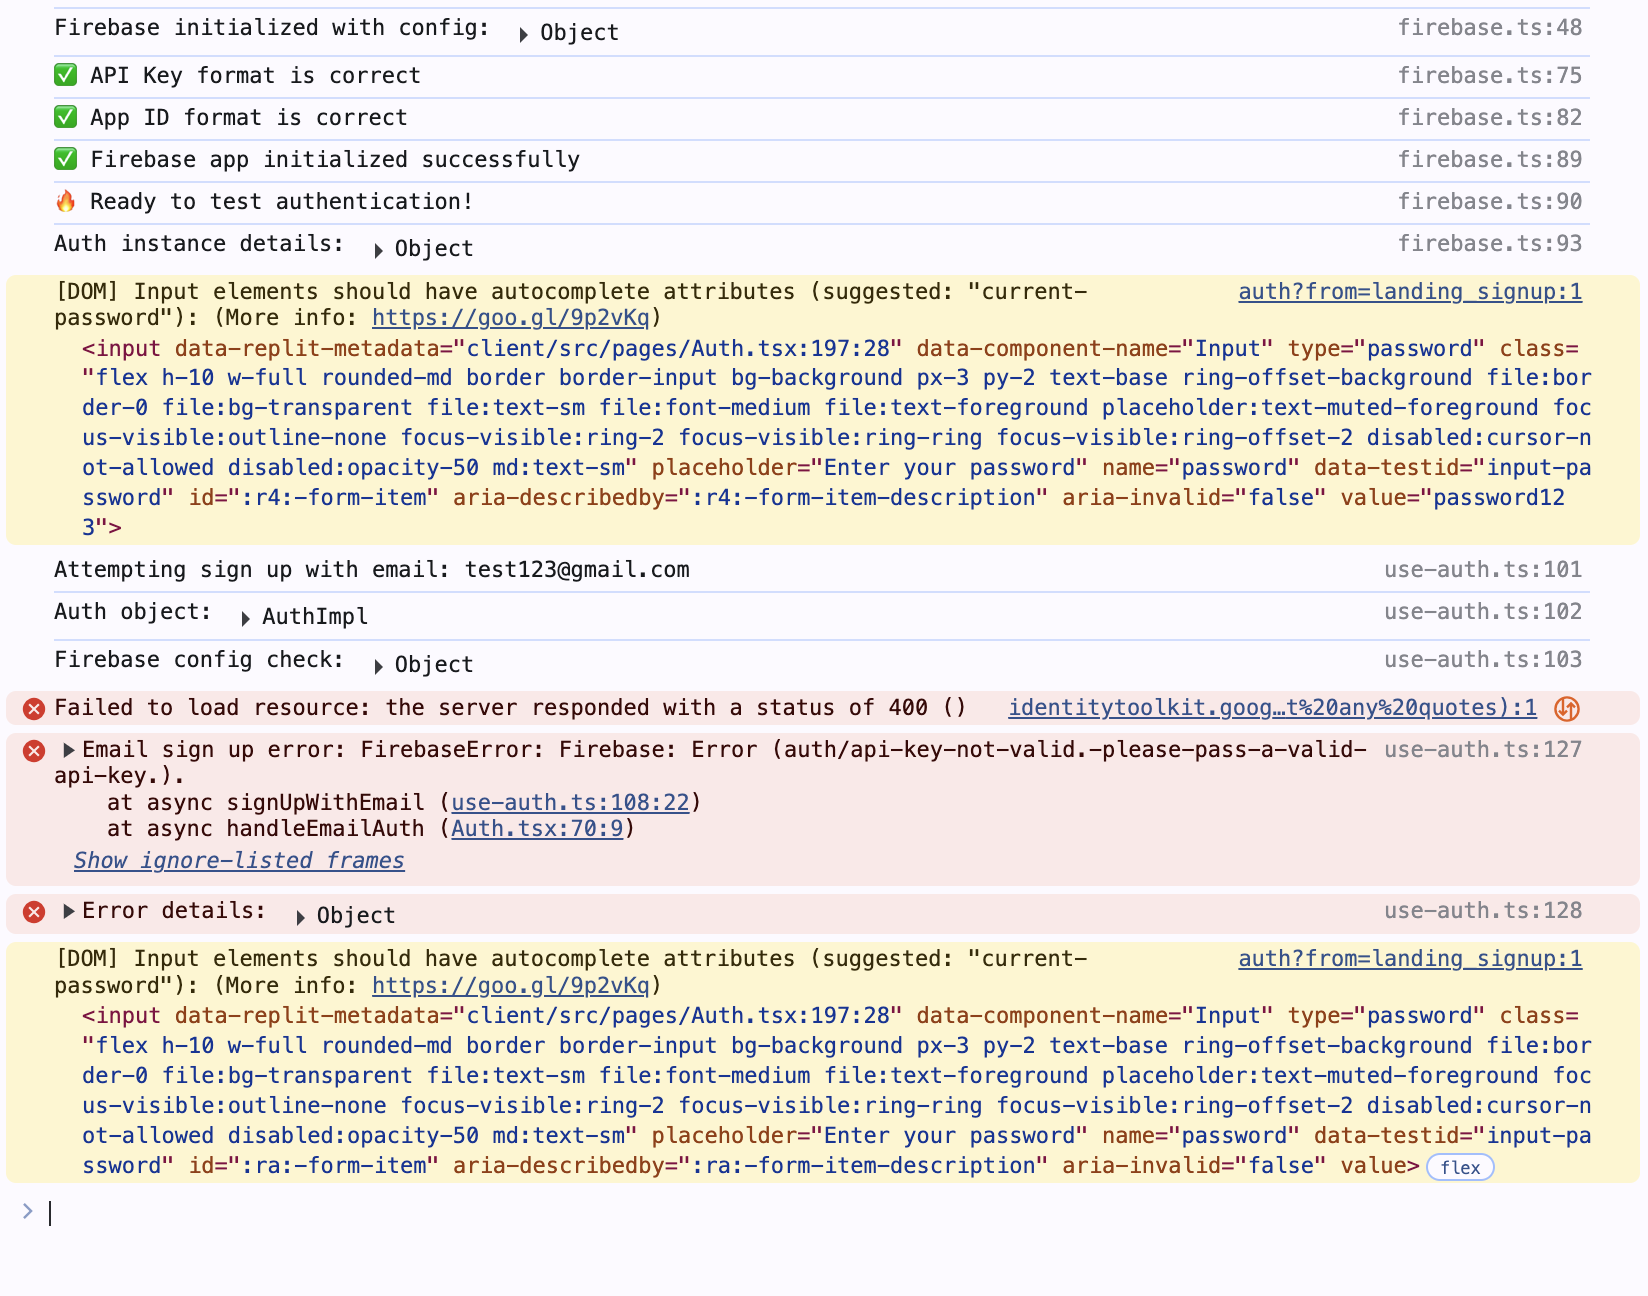 Firebase initialized with config: ▶ Object firebase.ts:48
✅ API Key format is correct firebase.ts:75
✅ App ID format is correct firebase.ts:82
✅ Firebase app initialized successfully firebase.ts:89
🔥 Ready to test authentication! firebase.ts:90
Auth instance details: ▶ Object firebase.ts:93
[DOM] Input elements should have autocomplete attributes (suggested: "current- auth?from=landing_signup:1
password"): (More info: https://goo.gl/9p2vKq)
<input data-replit-metadata="client/src/pages/Auth.tsx:197:28" data-component-name="Input" type="password" class=
"flex h-10 w-full rounded-md border border-input bg-background px-3 py-2 text-base ring-offset-background file:bor
der-0 file:bg-transparent file:text-sm file:font-medium file:text-foreground placeholder:text-muted-foreground foc
us-visible:outline-none focus-visible:ring-2 focus-visible:ring-ring focus-visible:ring-offset-2 disabled:cursor-n
ot-allowed disabled:opacity-50 md:text-sm" placeholder="Enter your password" name="password" data-testid="input-pa
ssword" id=":r4:-form-item" aria-describedby=":r4:-form-item-description" aria-invalid="false" value="password12
3">
Attempting sign up with email: test123@gmail.com use-auth.ts:101
Auth object: ▶ AuthImpl use-auth.ts:102
Firebase config check: ▶ Object use-auth.ts:103
Failed to load resource: the server responded with a status of 400 () identitytoolkit.goog…t%20any%20quotes):1
▶ Email sign up error: FirebaseError: Firebase: Error (auth/api-key-not-valid.-please-pass-a-valid- use-auth.ts:127
api-key.).
at async signUpWithEmail (use-auth.ts:108:22)
at async handleEmailAuth (Auth.tsx:70:9)
Show ignore-listed frames
▶ Error details: ▶ Object use-auth.ts:128
[DOM] Input elements should have autocomplete attributes (suggested: "current- auth?from=landing_signup:1
password"): (More info: https://goo.gl/9p2vKq)
<input data-replit-metadata="client/src/pages/Auth.tsx:197:28" data-component-name="Input" type="password" class=
"flex h-10 w-full rounded-md border border-input bg-background px-3 py-2 text-base ring-offset-background file:bor
der-0 file:bg-transparent file:text-sm file:font-medium file:text-foreground placeholder:text-muted-foreground foc
us-visible:outline-none focus-visible:ring-2 focus-visible:ring-ring focus-visible:ring-offset-2 disabled:cursor-n
ot-allowed disabled:opacity-50 md:text-sm" placeholder="Enter your password" name="password" data-testid="input-pa
ssword" id=":ra:-form-item" aria-describedby=":ra:-form-item-description" aria-invalid="false" value> flex
>